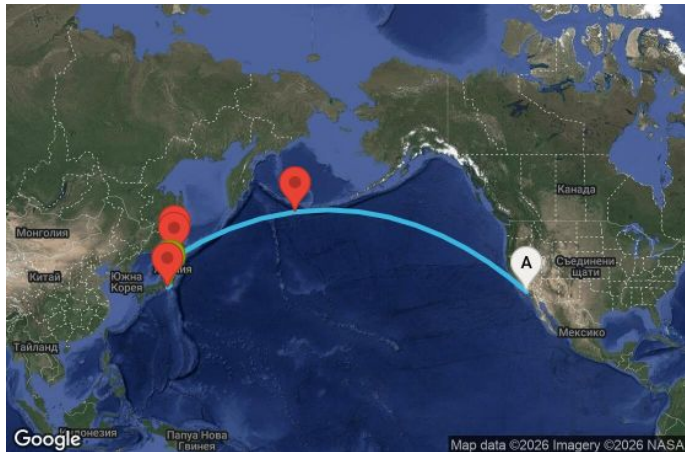 Монголия
Китай
Южна
Корея
Тайланд
Папуа Нова
Гвинея
A
Канада
Съединени
щати
Мексико
Google
Map data ©2026 Imagery ©2026 NASA